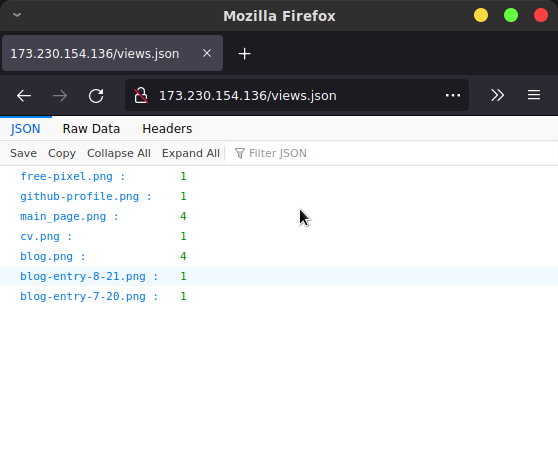 Mozilla Firefox
173.230.154.136/views.json
173.230.154.136/views.json
JSON Raw Data Headers
Save Copy Collapse All Expand All Filter JSON
free-pixel.png : 1
github-profile.png : 1
main_page.png : 4
cv.png : 1
blog.png : 4
blog-entry-8-21.png : 1
blog-entry-7-20.png : 1